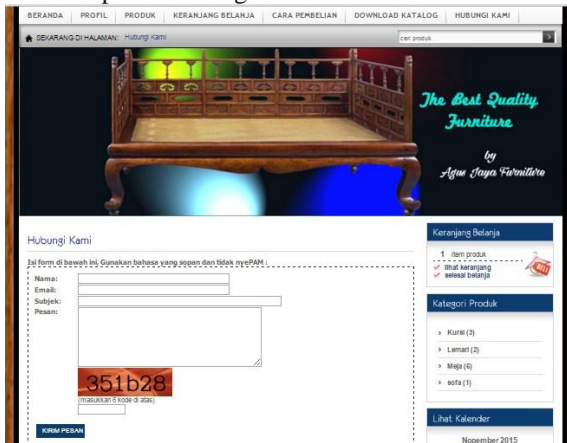 BERANDA PROFIL PRODUK KERANJANG BELANJA CARA PEMBELIAN DOWNLOAD KATALOG HUBUNGI KAMI
SEKARANG DI HALAMAN: Hubungi Kami
cari produk
The Best Quality
Furniture
by
Agus Jaya Furniture
Hubungi Kami
Isi form di bawah ini, Gunakan bahasa yang sopan dan tidak nyePAM :
Nama:
Email:
Subjek:
Pesan:
351b28
(masukkan 6 kode di atas)
KIRIM PESAN
Keranjang Belanja
1 item produk
lihat keranjang
selesai belanja
Kategori Produk
› Kursi (3)
› Lemari (2)
› Meja (6)
› sofa (1)
Lihat Kalender
Nopember 2015